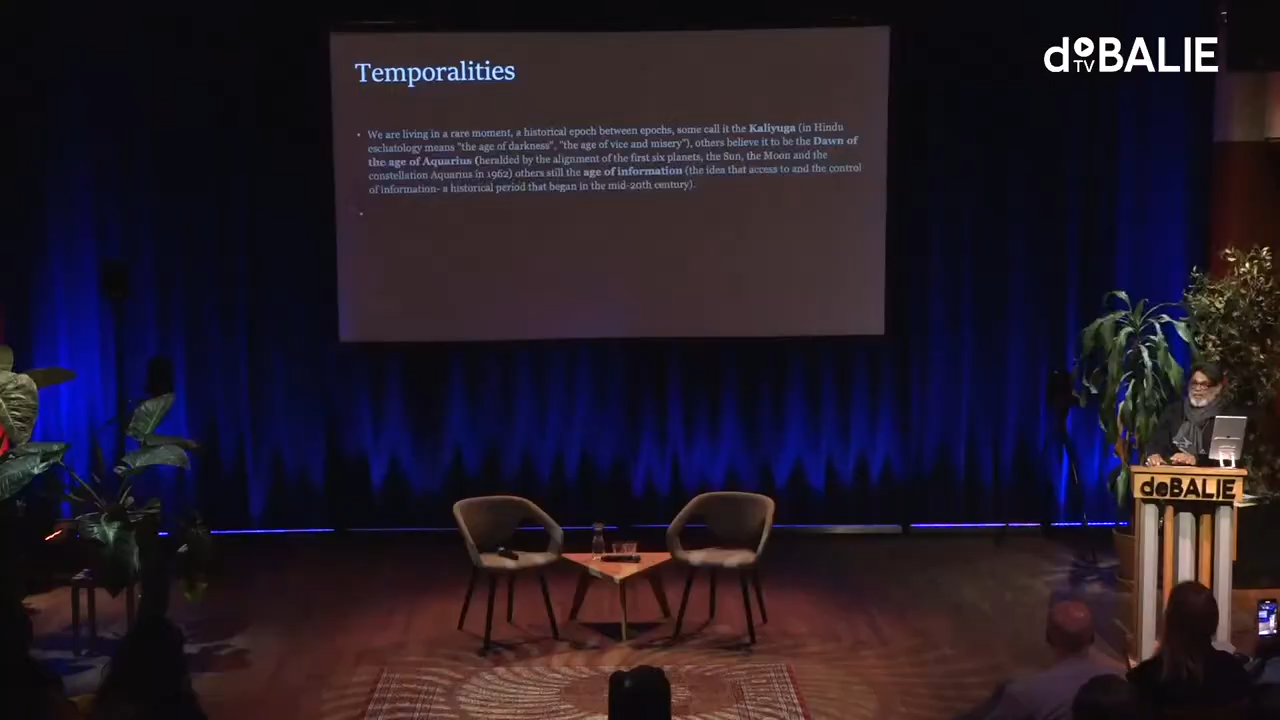 doBALIE
TV
Temporalities
• We are living in a rare moment, a historical epoch between epochs, some call it the Kaliyuga (in Hindu
eschatology means "the age of darkness", "the age of vice and misery"), others believe it to be the Dawn of
the age of Aquarius (heralded by the alignment of the first six planets, the Sun, the Moon and the
constellation Aquarius in 1962) others still the age of information (the idea that access to and the control
of information- a historical period that began in the mid-20th century).
deBALIE